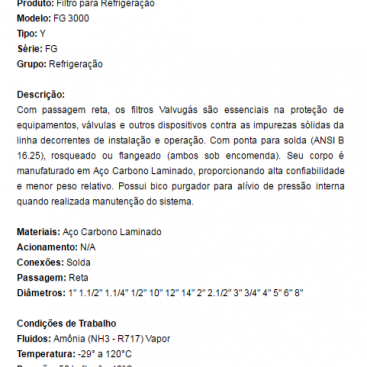 Produto: Filtro para Refrigeração
Modelo: FG 3000
Tipo: Y
Série: FG
Grupo: Refrigeração
Descrição:
Com passagem reta, os filtros Valvugás são essenciais na proteção de
equipamentos, válvulas e outros dispositivos contra as impurezas sólidas da
linha decorrentes de instalação e operação. Com ponta para solda (ANSI B
16.25), rosqueado ou flangeado (ambos sob encomenda). Seu corpo é
manufaturado em Aço Carbono Laminado, proporcionando alta confiabilidade
e menor peso relativo. Possui bico purgador para alívio de pressão interna
quando realizada manutenção do sistema.
Materiais: Aço Carbono Laminado
Acionamento: N/A
Conexões: Solda
Passagem: Reta
Diâmetros: 1" 1.1/2" 1.1/4" 1/2" 10" 12" 14" 2" 2.1/2" 3" 3/4" 4" 5" 6" 8"
Condições de Trabalho
Fluidos: Amônia (NH3 - R717) Vapor
Temperatura: -29° a 120°C